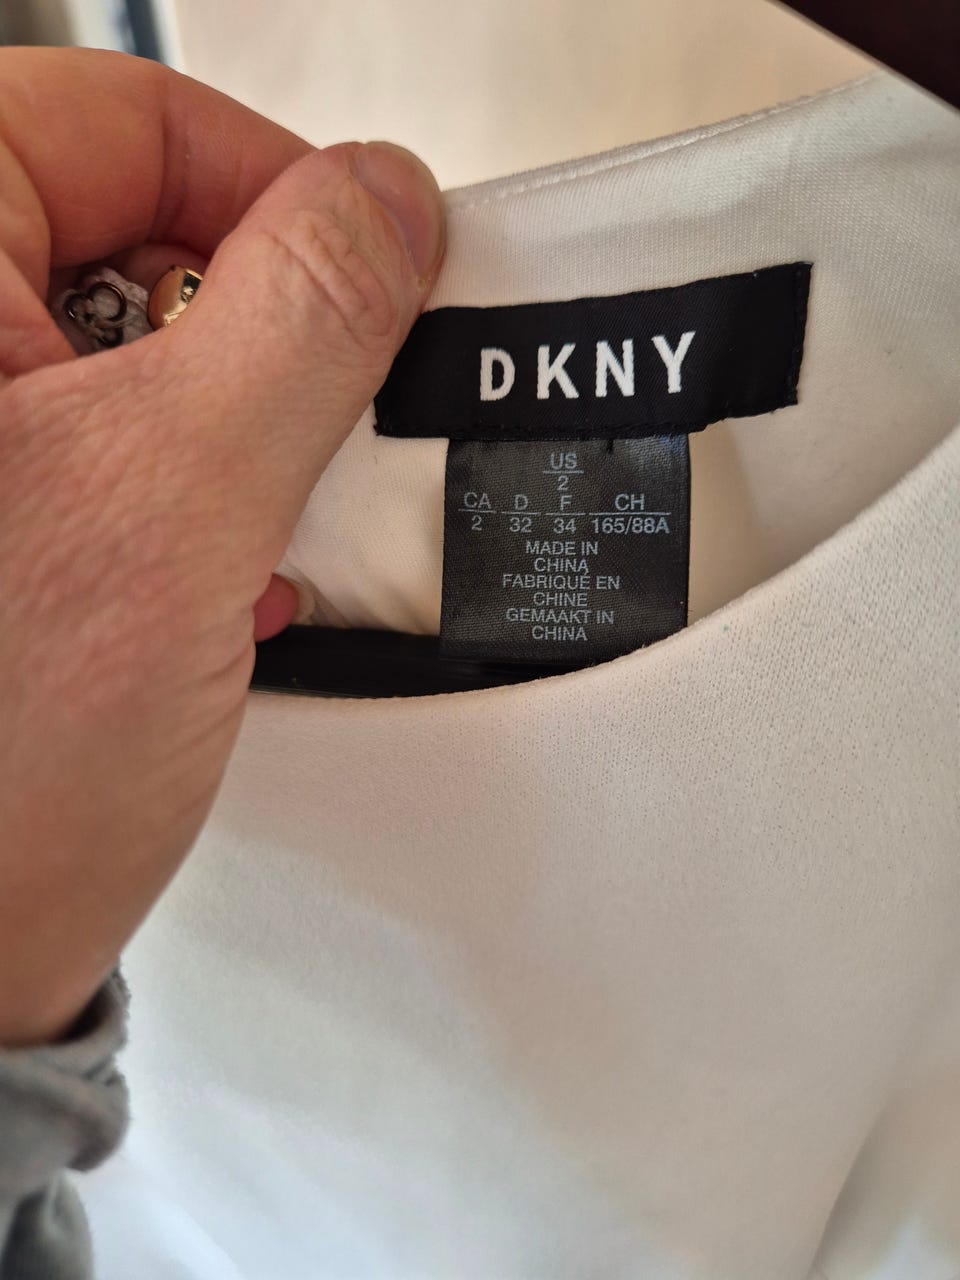 DKNY
US
2
CA D F CH
2 32 34 165/88A
MADE IN
CHINA
FABRIQUÉ EN
CHINE
GEMAAKT IN
CHINA